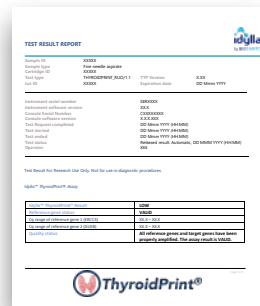 TEST RESULT REPORT
idylla
by BIOCARTIS
Sample ID XXXXX
Sample type Fine needle aspirate
Cartridge ID XXXXX
Test type THYROIDPRINT_RUO/1.1 TTP Version X.XX
Lot ID XXXXX Expiration date DD Mmm YYYY
Instrument serial number SERXXXX
Instrument software version XX.X
Console Serial Number CXXXXXXXX
Console software version X.X.X.XXX
Test Request completed DD Mmm YYYY (HH:MM)
Test started DD Mmm YYYY (HH:MM)
Test ended DD Mmm YYYY (HH:MM)
Test status Released result: Automatic, DD MMM YYYY (HH:MM)
Operator XXX
Test Result For Research Use Only. Not for use in diagnostic procedures
Idylla™ ThyroidPrint® Assay
Idylla™ ThyroidPrint® Result LOW
Reference gene status VALID
Cq range of reference gene 1 XX.X – XX.X
Cq range of reference gene 2 XX.X – XX.X
Quality status All reference genes and target genes have been
properly amplified. The assay result is VALID.
ThyroidPrint®